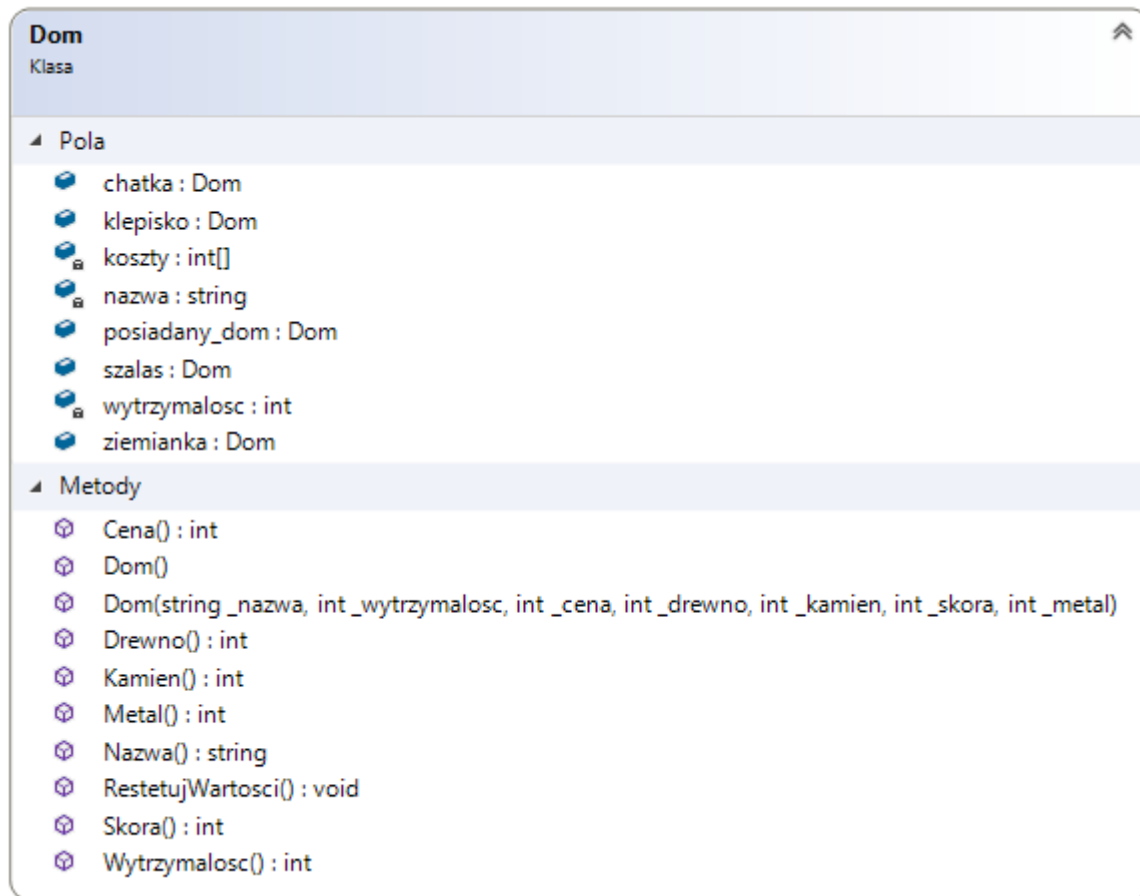 Dom
Klasa
Pola
chatka : Dom
klepisko : Dom
koszty : int[]
nazwa : string
posiadany_dom : Dom
szalas : Dom
wytrzymalosc : int
ziemianka : Dom
Metody
Cena() : int
Dom()
Dom(string _nazwa, int _wytrzymalosc, int _cena, int _drewno, int _kamien, int _skora, int _metal)
Drewno() : int
Kamien() : int
Metal() : int
Nazwa() : string
RestetujWartosci() : void
Skora() : int
Wytrzymalosc() : int